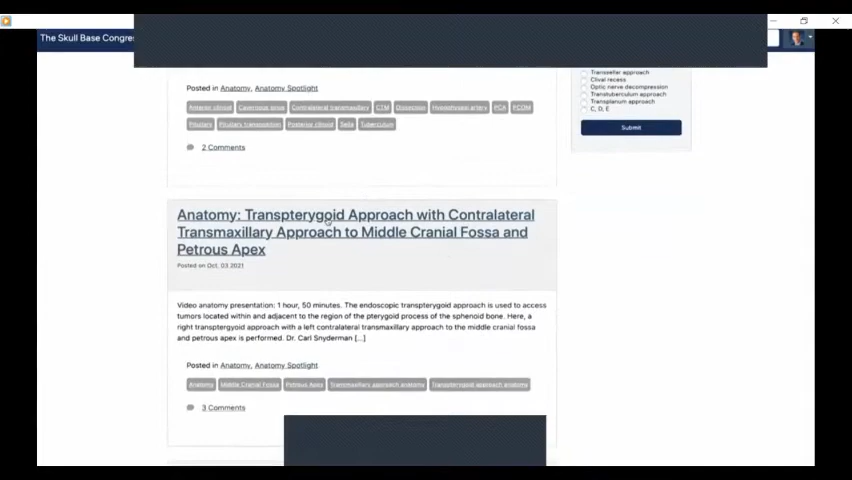 The Skull Base Congres
Posted in Anatomy, Anatomy Spotlight
Anterior clinoid Cavernous sinus Contralateral transmaxillary CTM Dissection Hypophyseal artery PCA PCOM
Pituitary Pituitary transposition Posterior clinoid Sella Tuberculum
2 Comments
Transsellar approach
Clival recess
Optic nerve decompression
Transtuberculum approach
Transplanum approach
C, D, E
Submit
Anatomy: Transpterygoid Approach with Contralateral
Transmaxillary Approach to Middle Cranial Fossa and
Petrous Apex
Posted on Oct, 03 2021
Video anatomy presentation: 1 hour, 50 minutes. The endoscopic transpterygoid approach is used to access
tumors located within and adjacent to the region of the pterygoid process of the sphenoid bone. Here, a
right transpterygoid approach with a left contralateral transmaxillary approach to the middle cranial fossa
and petrous apex is performed. Dr. Carl Snyderman [...]
Posted in Anatomy, Anatomy Spotlight
Anatomy Middle Cranial Fossa Petrous Apex Transmaxillary approach anatomy Transpterygoid approach anatomy
3 Comments